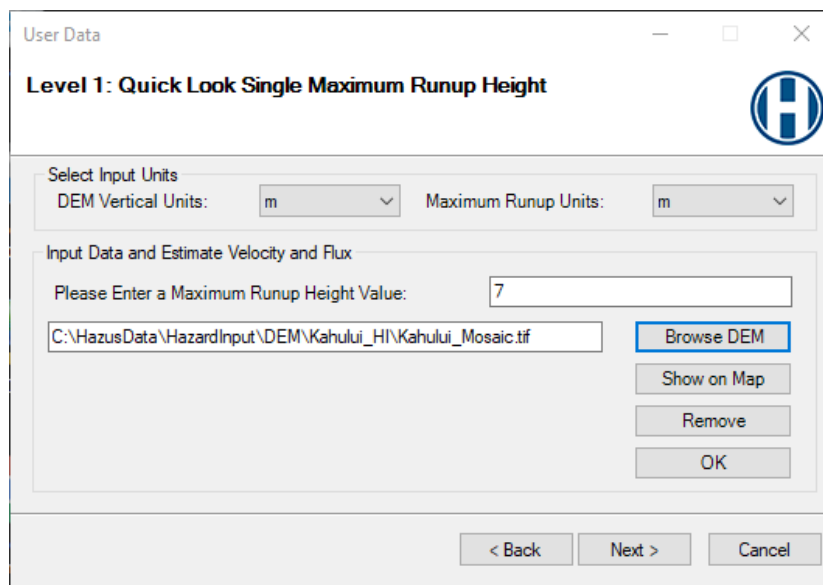 User Data
Level 1: Quick Look Single Maximum Runup Height
Select Input Units
DEM Vertical Units: m Maximum Runup Units: m
Input Data and Estimate Velocity and Flux
Please Enter a Maximum Runup Height Value: 7
C:\HazusData\HazardInput\DEM\Kahului_HI\Kahului_Mosaic.tif Browse DEM
Show on Map
Remove
OK
< Back Next > Cancel